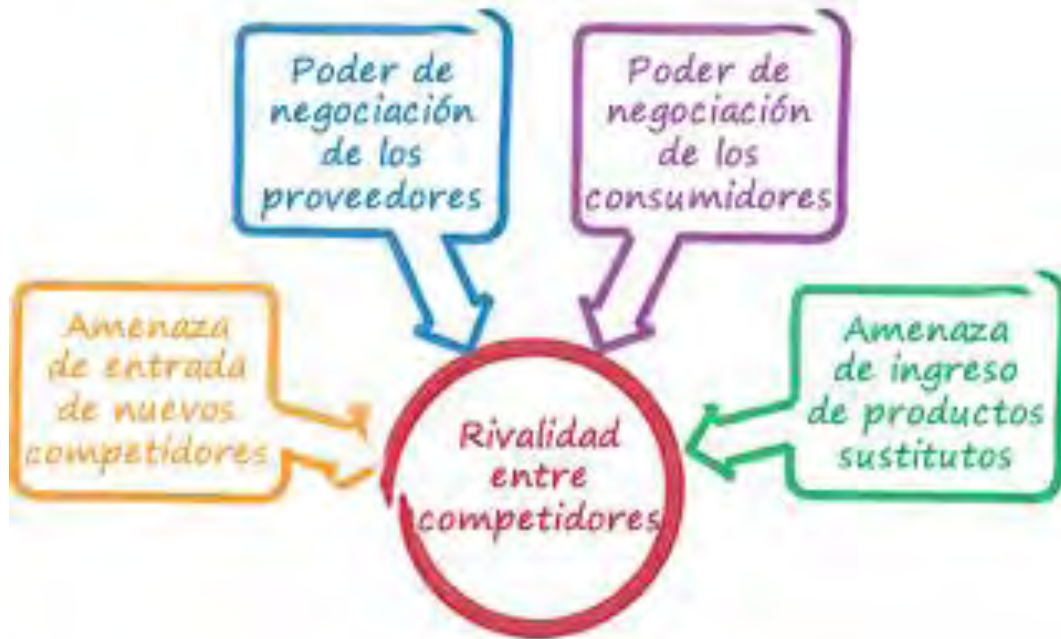 Poder de
negociación
de los
proveedores
Poder de
negociación
de los
consumidores
Amenaza
de entrada
de nuevos
competidores
Rivalidad
entre
competidores
Amenaza
de ingreso
de productos
sustitutos